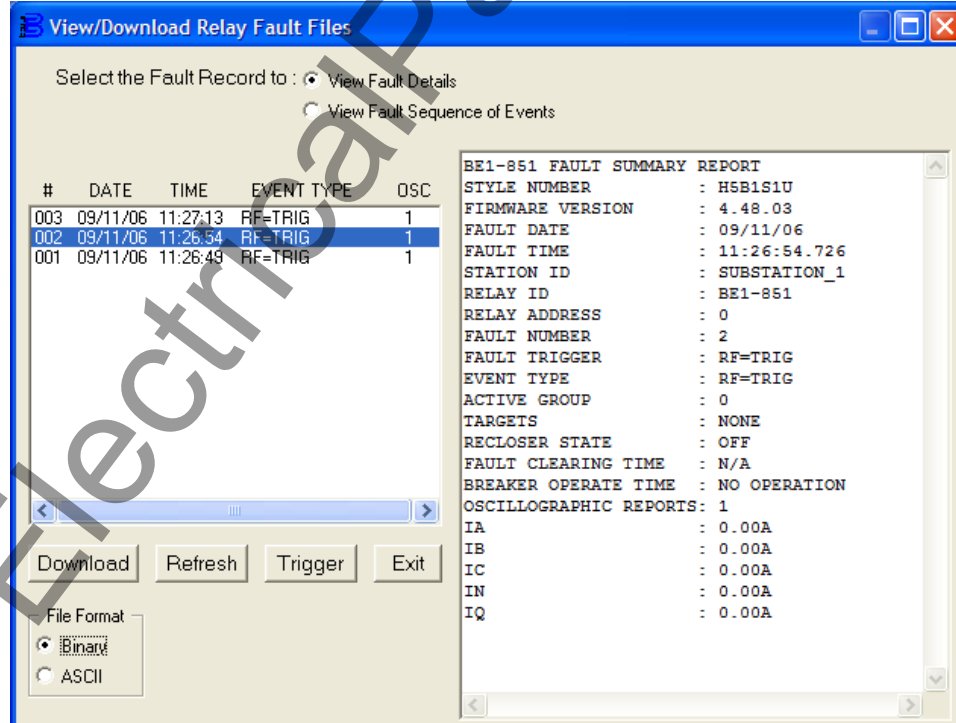 View/Download Relay Fault Files
Select the Fault Record to :
View Fault Details
View Fault Sequence of Events
# DATE TIME EVENT TYPE OSC
003 09/11/06 11:27:13 RF=TRIG 1
002 09/11/06 11:26:54 RF=TRIG 1
001 09/11/06 11:26:49 RF=TRIG 1
Download Refresh Trigger Exit
File Format
Binary
ASCII
BE1-851 FAULT SUMMARY REPORT
STYLE NUMBER : H5B1S1U
FIRMWARE VERSION : 4.48.03
FAULT DATE : 09/11/06
FAULT TIME : 11:26:54.726
STATION ID : SUBSTATION_1
RELAY ID : BE1-851
RELAY ADDRESS : 0
FAULT NUMBER : 2
FAULT TRIGGER : RF=TRIG
EVENT TYPE : RF=TRIG
ACTIVE GROUP : 0
TARGETS : NONE
RECLOSER STATE : OFF
FAULT CLEARING TIME : N/A
BREAKER OPERATE TIME : NO OPERATION
OSCILLOGRAPHIC REPORTS: 1
IA : 0.00A
IB : 0.00A
IC : 0.00A
IN : 0.00A
IQ : 0.00A
ElectricalPa